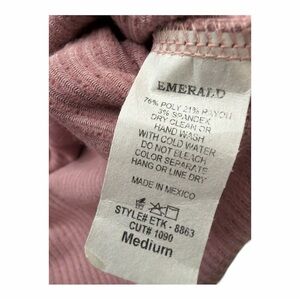 EMERALD
76% POLY 21% RAYON
3% SPANDEX
DRY CLEAN OR
HAND WASH
WITH COLD WATER
DO NOT BLEACH
COLOR SEPARATE
HANG OR LINE DRY
MADE IN MEXICO
STYLE# ETK - 8863
CUT# 1090
Medium